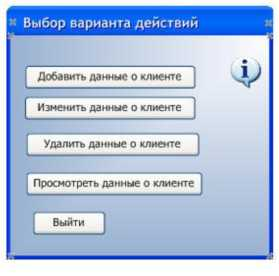 Выбор варианта действий
Добавить данные о клиенте
Изменить данные о клиенте
Удалить данные о клиенте
Просмотреть данные о клиенте
Выйти